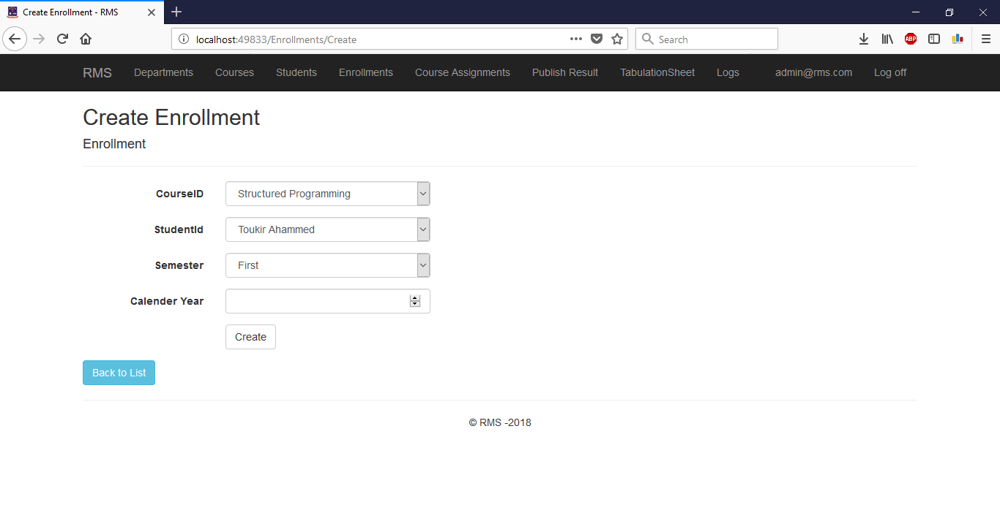 Create Enrollment - RMS
localhost:49833/Enrollments/Create
Search
ABP
RMS Departments Courses Students Enrollments Course Assignments Publish Result TabulationSheet Logs admin@rms.com Log off
Create Enrollment
Enrollment
CourseID Structured Programming
StudentId Toukir Ahammed
Semester First
Calender Year
Create
Back to List
© RMS -2018